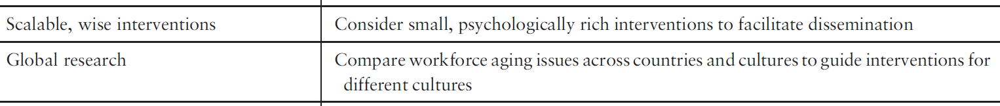 Scalable, wise interventions
Consider small, psychologically rich interventions to facilitate dissemination
Global research
Compare workforce aging issues across countries and cultures to guide interventions for
different cultures